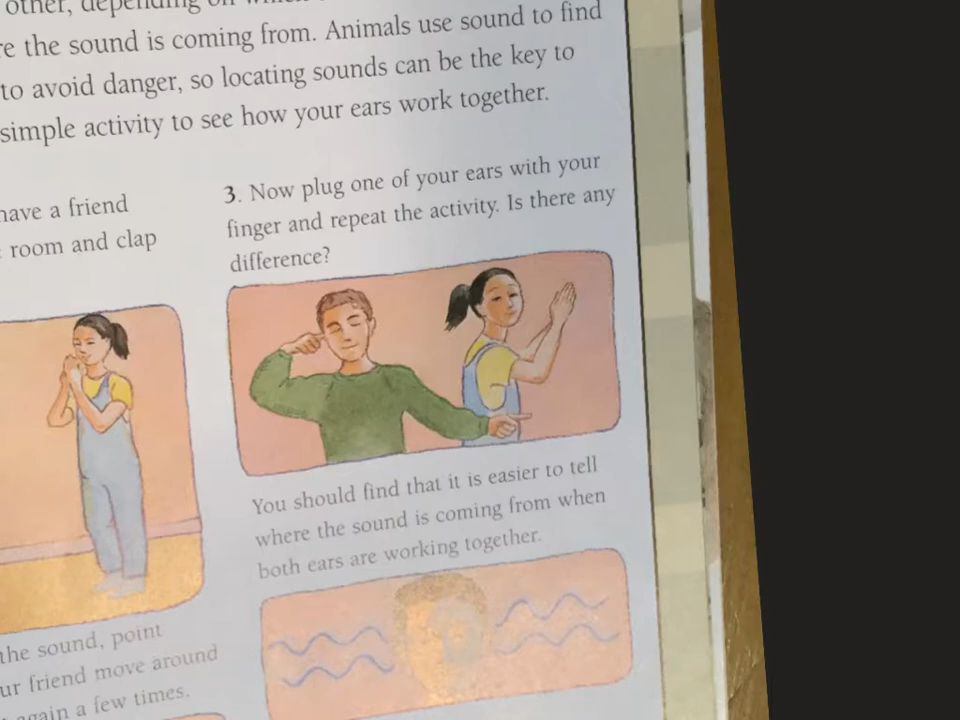 other, depending on which
re the sound is coming from. Animals use sound to find
to avoid danger, so locating sounds can be the key to
simple activity to see how your ears work together.
have a friend
room and clap
3. Now plug one of your ears with your
finger and repeat the activity. Is there any
difference?
You should find that it is easier to tell
where the sound is coming from when
both ears are working together.
the sound, point
ur friend move around
again a few times.